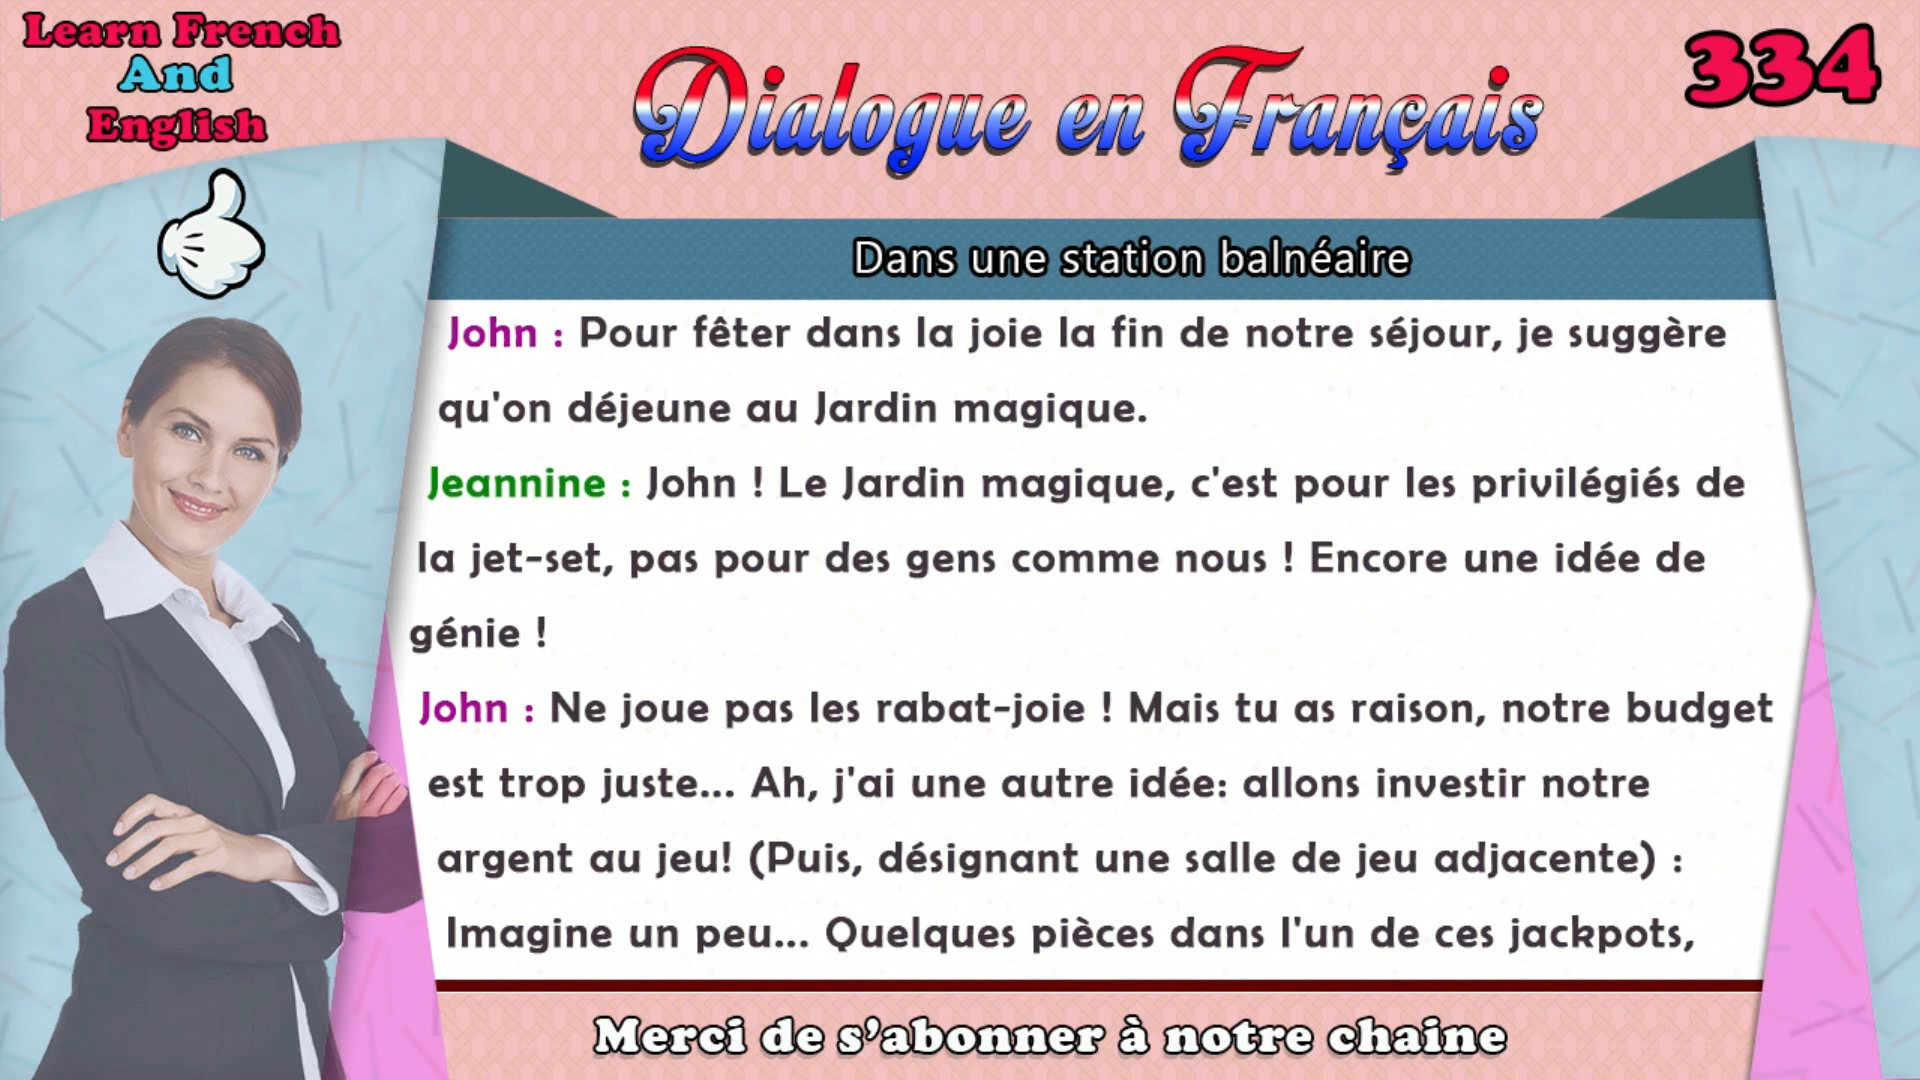 Learn French
And
English
Dialogue en Français
334
Dans une station balnéaire
John : Pour fêter dans la joie la fin de notre séjour, je suggère
qu'on déjeune au Jardin magique.
Jeannine : John ! Le Jardin magique, c'est pour les privilégiés de
la jet-set, pas pour des gens comme nous ! Encore une idée de
génie !
John : Ne joue pas les rabat-joie ! Mais tu as raison, notre budget
est trop juste... Ah, j'ai une autre idée: allons investir notre
argent au jeu! (Puis, désignant une salle de jeu adjacente) :
Imagine un peu... Quelques pièces dans l'un de ces jackpots,
Merci de s’abonner à notre chaine